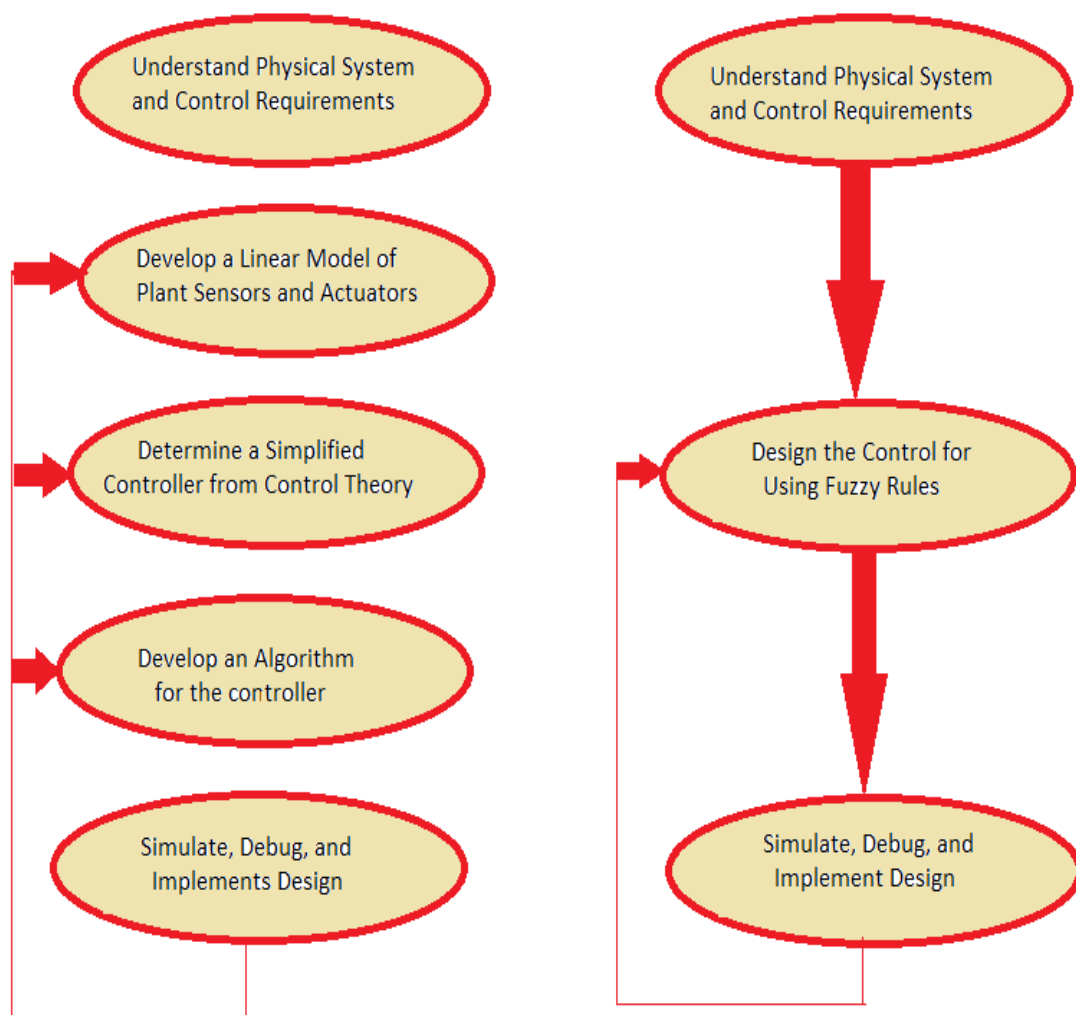 Understand Physical System
and Control Requirements
Develop a Linear Model of
Plant Sensors and Actuators
Determine a Simplified
Controller from Control Theory
Develop an Algorithm
for the controller
Simulate, Debug, and
Implements Design
Understand Physical System
and Control Requirements
Design the Control for
Using Fuzzy Rules
Simulate, Debug, and
Implement Design